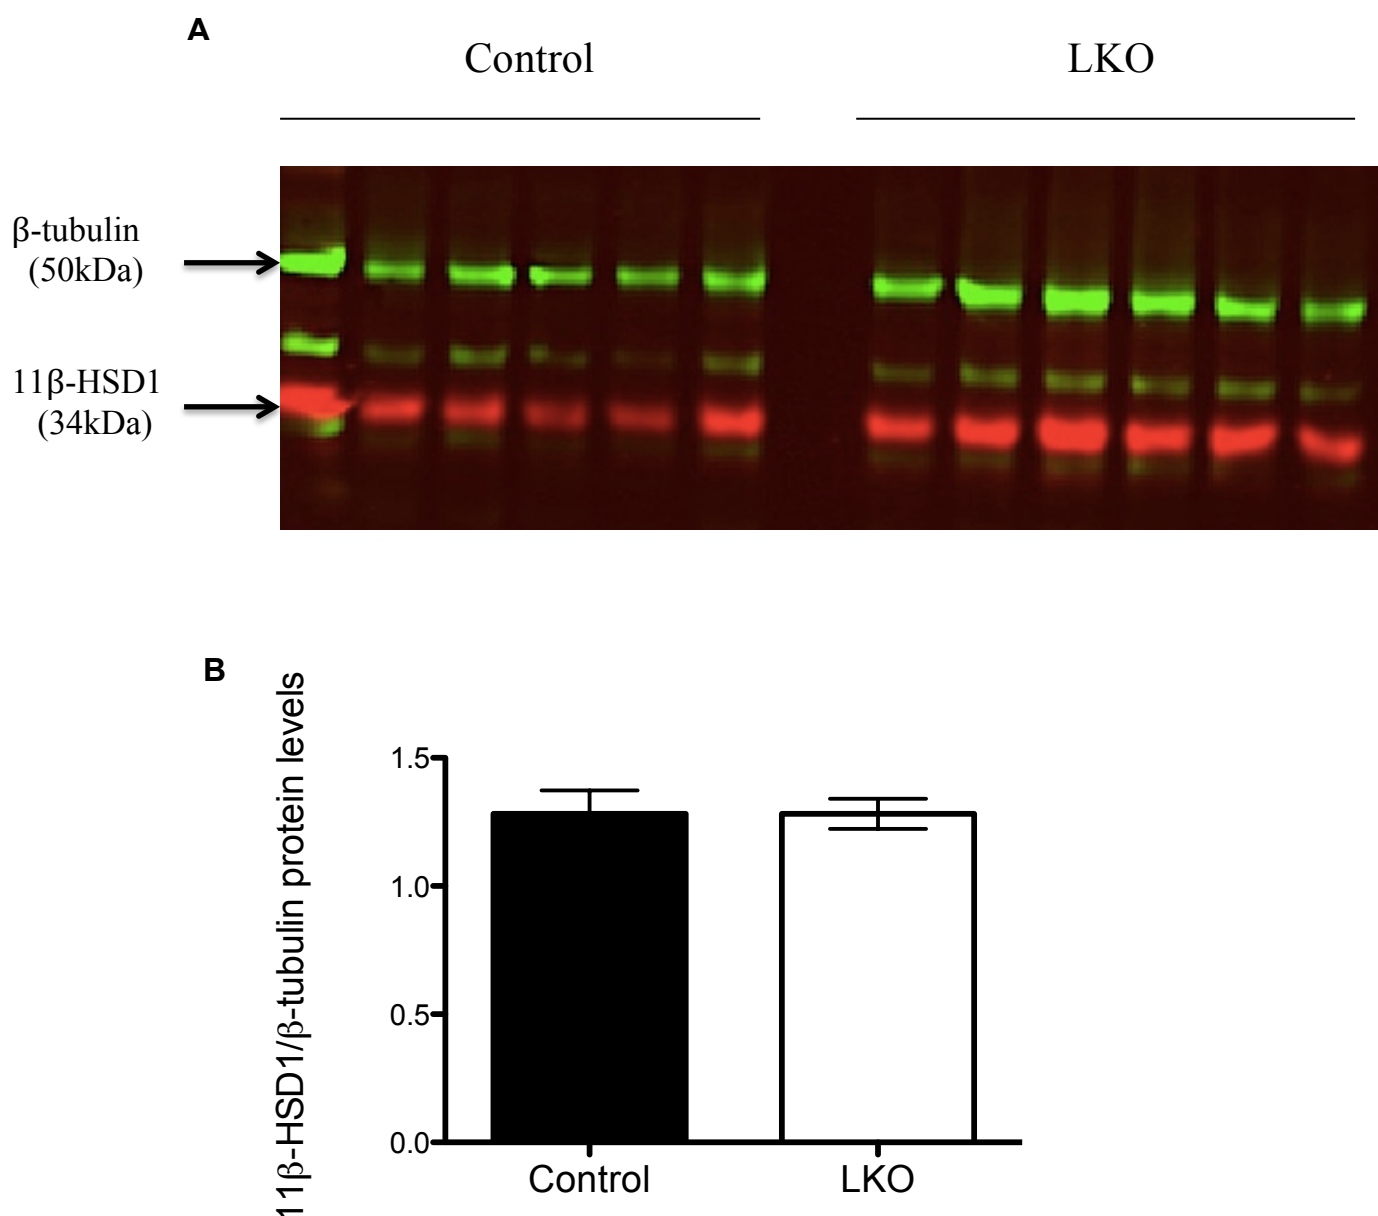 A
Control
LKO
β-tubulin
(50kDa)
11β-HSD1
(34kDa)
B
11β-HSD1/β-tubulin protein levels
1.5
1.0
0.5
0.0
Control
LKO